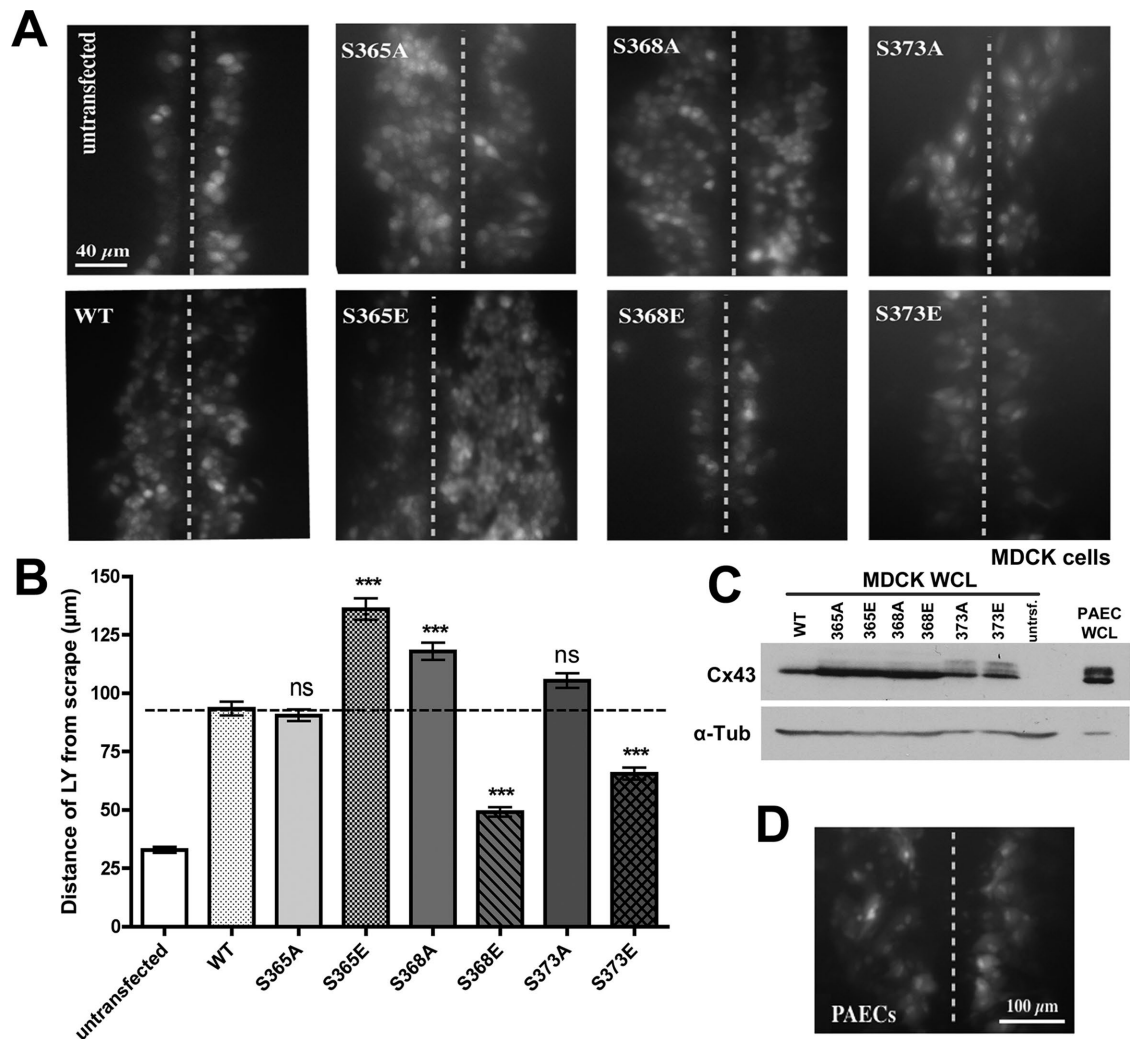 A
untransfected
40 µm
S365A
S368A
S373A
WT
S365E
S368E
S373E
MDCK cells
B
Distance of LY from scrape (µm)
150
125
100
75
50
25
0
ns
***
***
***
ns
***
untransfected
WT
S365A
S365E
S368A
S368E
S373A
S373E
C
MDCK WCL
WT
365A
365E
368A
368E
373A
373E
untrsf.
PAEC
WCL
Cx43
α-Tub
D
PAECs
100 µm